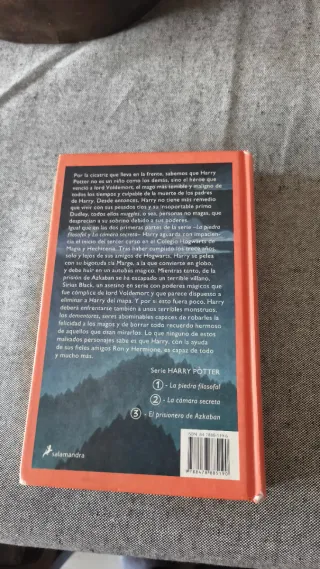 Por la cicatriz que lleva en la frente, sabemos que Harry
Potter no es un niño como los demás, sino el héroe que
venció a lord Voldemort, el mago más temible y maligno de
todos los tiempos y culpable de la muerte de los padres
de Harry. Desde entonces, Harry no tiene más remedio
que vivir con sus pesados tíos y su insoportable primo
Dudley, todos ellos muggles, o sea, personas no magas, que
desprecian a su sobrino debido a sus poderes.
Igual que en las dos primeras partes de la serie —La piedra
filosofal y La cámara secreta— Harry aguarda con impacien-
cia el inicio del tercer curso en el Colegio Hogwarts de
Magia y Hechicería. Tras haber cumplido los trece años,
solo y lejos de sus amigos de Hogwarts, Harry se pelea
con su bigotuda tía Marge, a la que convierte en globo,
y debe huir en un autobús mágico. Mientras tanto, de la
prisión de Azkaban se ha escapado un terrible villano,
Sirius Black, un asesino en serie con poderes mágicos que
fue cómplice de lord Voldemort y que parece dispuesto a
eliminar a Harry del mapa. Y por si esto fuera poco, Harry
deberá enfrentarse también a unos terribles monstruos,
los dementores, seres abominables capaces de robarles la
felicidad a los magos y de borrar todo recuerdo hermoso
de aquellos que osan mirarlos. Lo que ninguno de estos
malvados personajes sabe es que Harry, con la ayuda
de sus fieles amigos Ron y Hermione, es capaz de todo
y mucho más.
Serie HARRY POTTER
1 - La piedra filosofal
2 - La cámara secreta
3 - El prisionero de Azkaban
salamandra